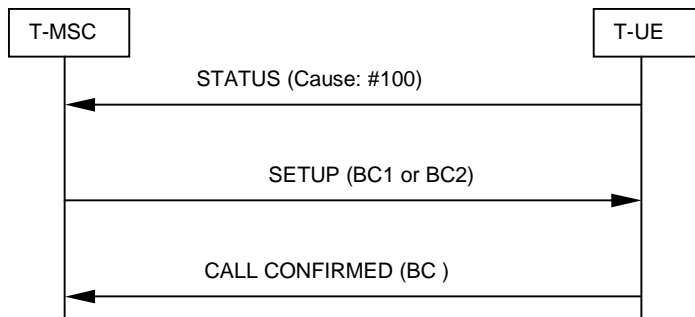 T-MSC
T-UE
STATUS (Cause: #100)
SETUP (BC1 or BC2)
CALL CONFIRMED (BC )